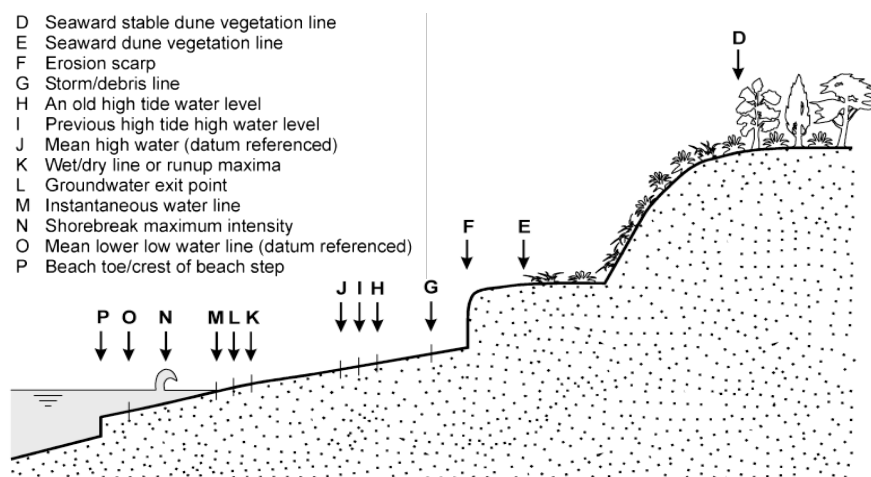 D Seaward stable dune vegetation line
E Seaward dune vegetation line
F Erosion scarp
G Storm/debris line
H An old high tide water level
I Previous high tide high water level
J Mean high water (datum referenced)
K Wet/dry line or runup maxima
L Groundwater exit point
M Instantaneous water line
N Shorebreak maximum intensity
O Mean lower low water line (datum referenced)
P Beach toe/crest of beach step
D
F E
J I H G
P O N M L K